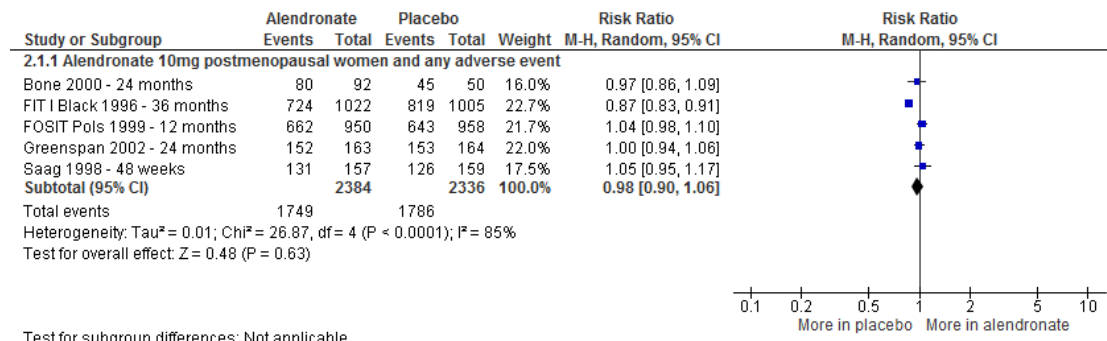 Alendronate Placebo Risk Ratio Risk Ratio
Study or Subgroup Events Total Events Total Weight M-H, Random, 95% CI M-H, Random, 95% CI
2.1.1 Alendronate 10mg postmenopausal women and any adverse event
Bone 2000 - 24 months 80 92 45 50 16.0% 0.97 [0.86, 1.09]
FIT I Black 1996 - 36 months 724 1022 819 1005 22.7% 0.87 [0.83, 0.91]
FOSIT Pols 1999 - 12 months 662 950 643 958 21.7% 1.04 [0.98, 1.10]
Greenspan 2002 - 24 months 152 163 153 164 22.0% 1.00 [0.94, 1.06]
Saag 1998 - 48 weeks 131 157 126 159 17.5% 1.05 [0.95, 1.17]
Subtotal (95% CI) 2384 2336 100.0% 0.98 [0.90, 1.06]
Total events 1749 1786
Heterogeneity: Tau² = 0.01; Chi² = 26.87, df = 4 (P < 0.0001); I² = 85%
Test for overall effect: Z = 0.48 (P = 0.63)
0.1 0.2 0.5 1 2 5 10
More in placebo More in alendronate
Test for subgroup differences: Not applicable